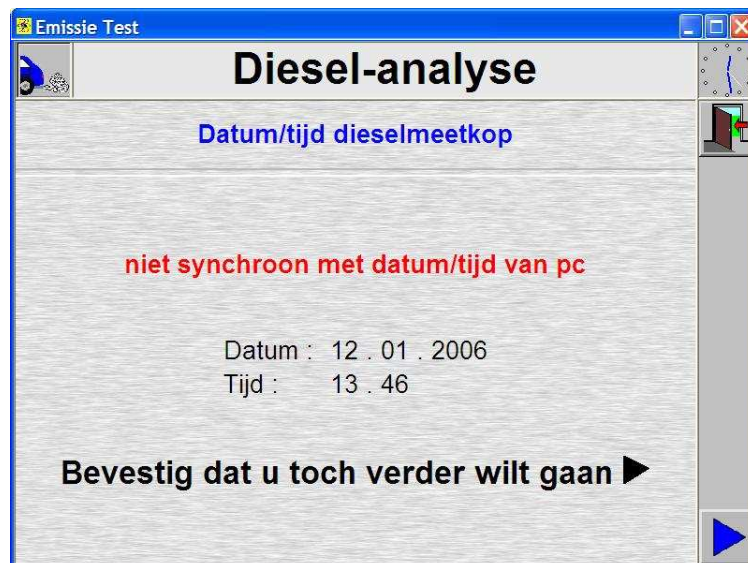 Emissie Test
Diesel-analyse
Datum/tijd dieselmeetkop
niet synchroon met datum/tijd van pc
Datum : 12 . 01 . 2006
Tijd : 13 . 46
Bevestig dat u toch verder wilt gaan